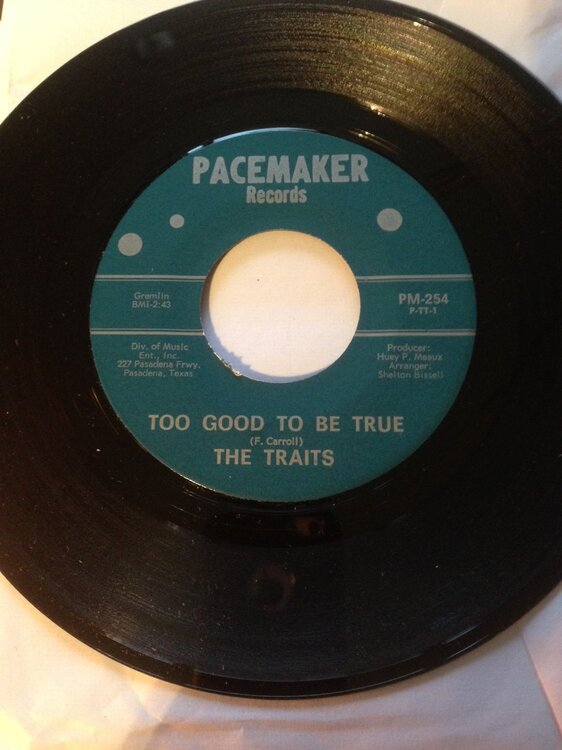 PACEMAKER
Records
Gremlin
BMI-2:43
PM-254
P-TT-1
Div. of Music
Ent., Inc.
227 Pasadena Frwy.
Pasadena, Texas
Producer:
Huey P. Meaux
Arranger:
Shelton Bissell
TOO GOOD TO BE TRUE
(F. Carroll)
THE TRAITS